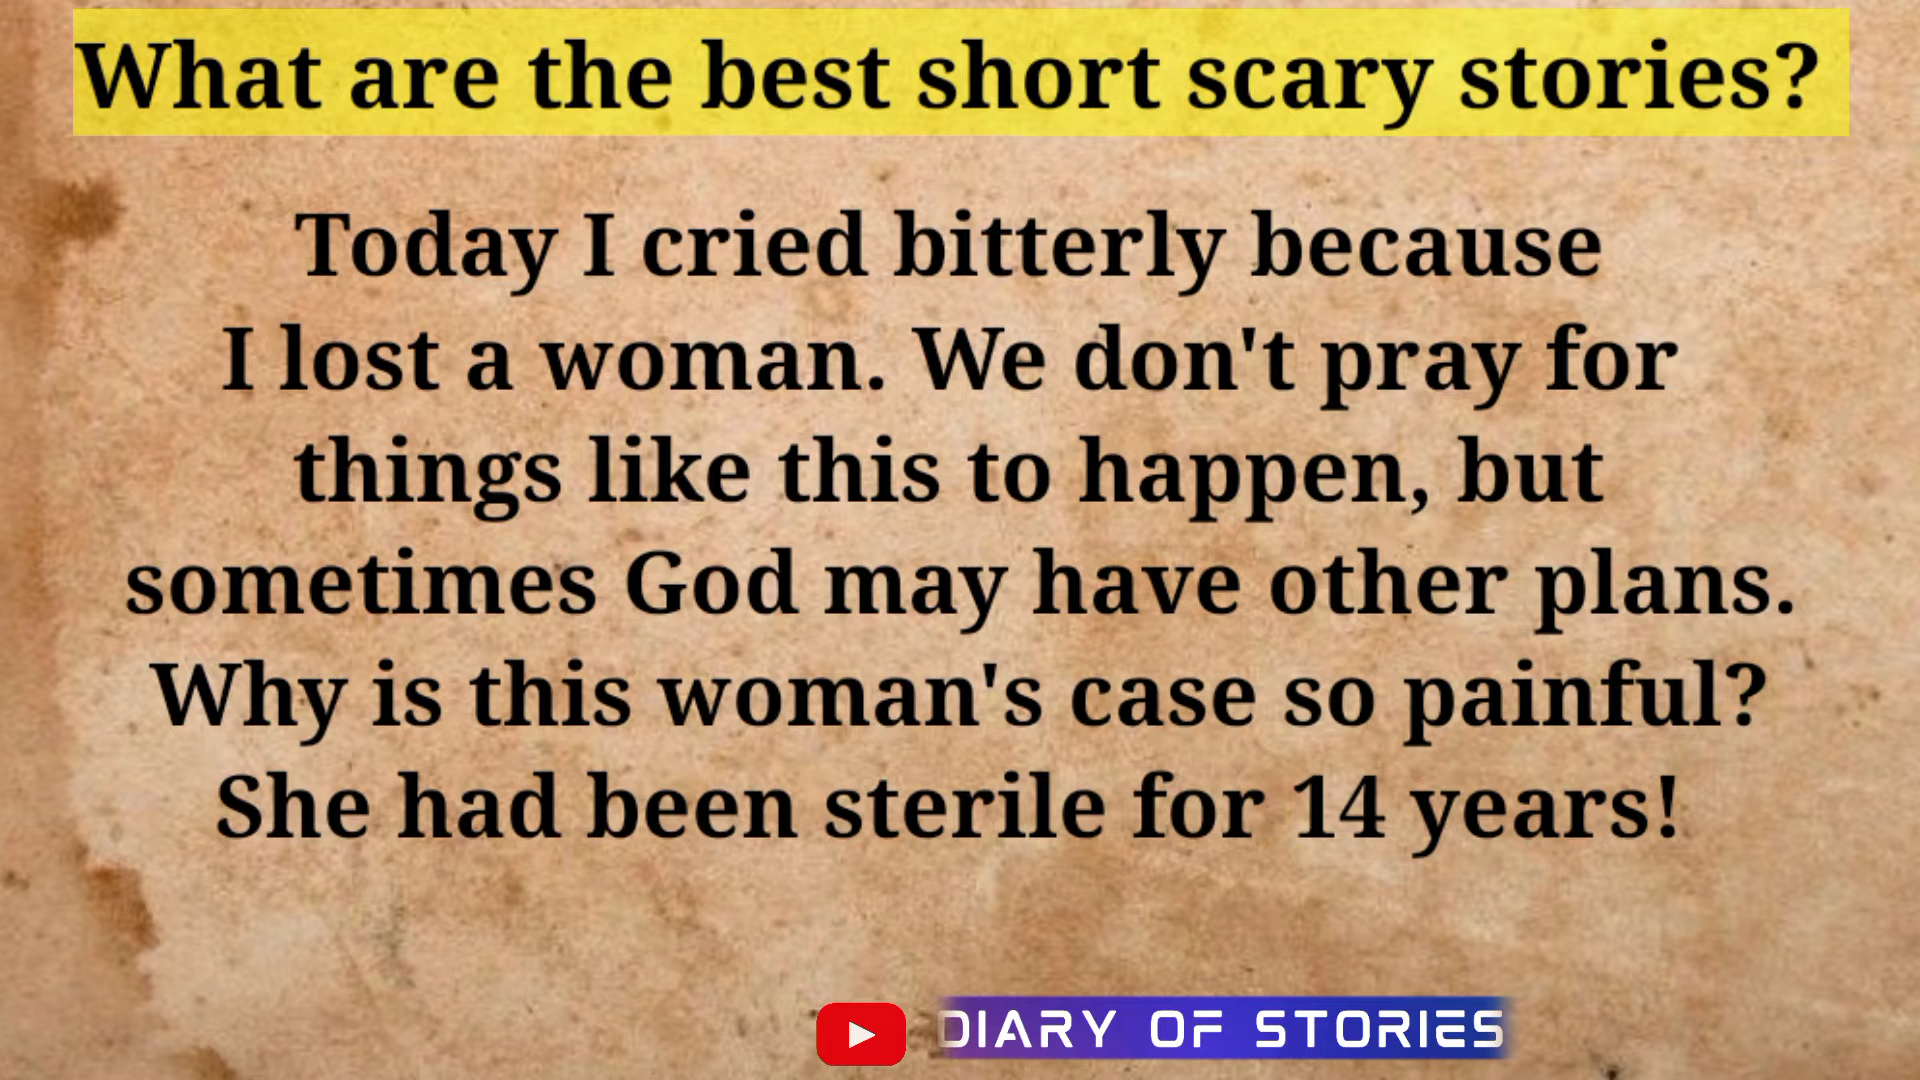 What are the best short scary stories?
Today I cried bitterly because
I lost a woman. We don't pray for
things like this to happen, but
sometimes God may have other plans.
Why is this woman's case so painful?
She had been sterile for 14 years!
DIARY OF STORIES